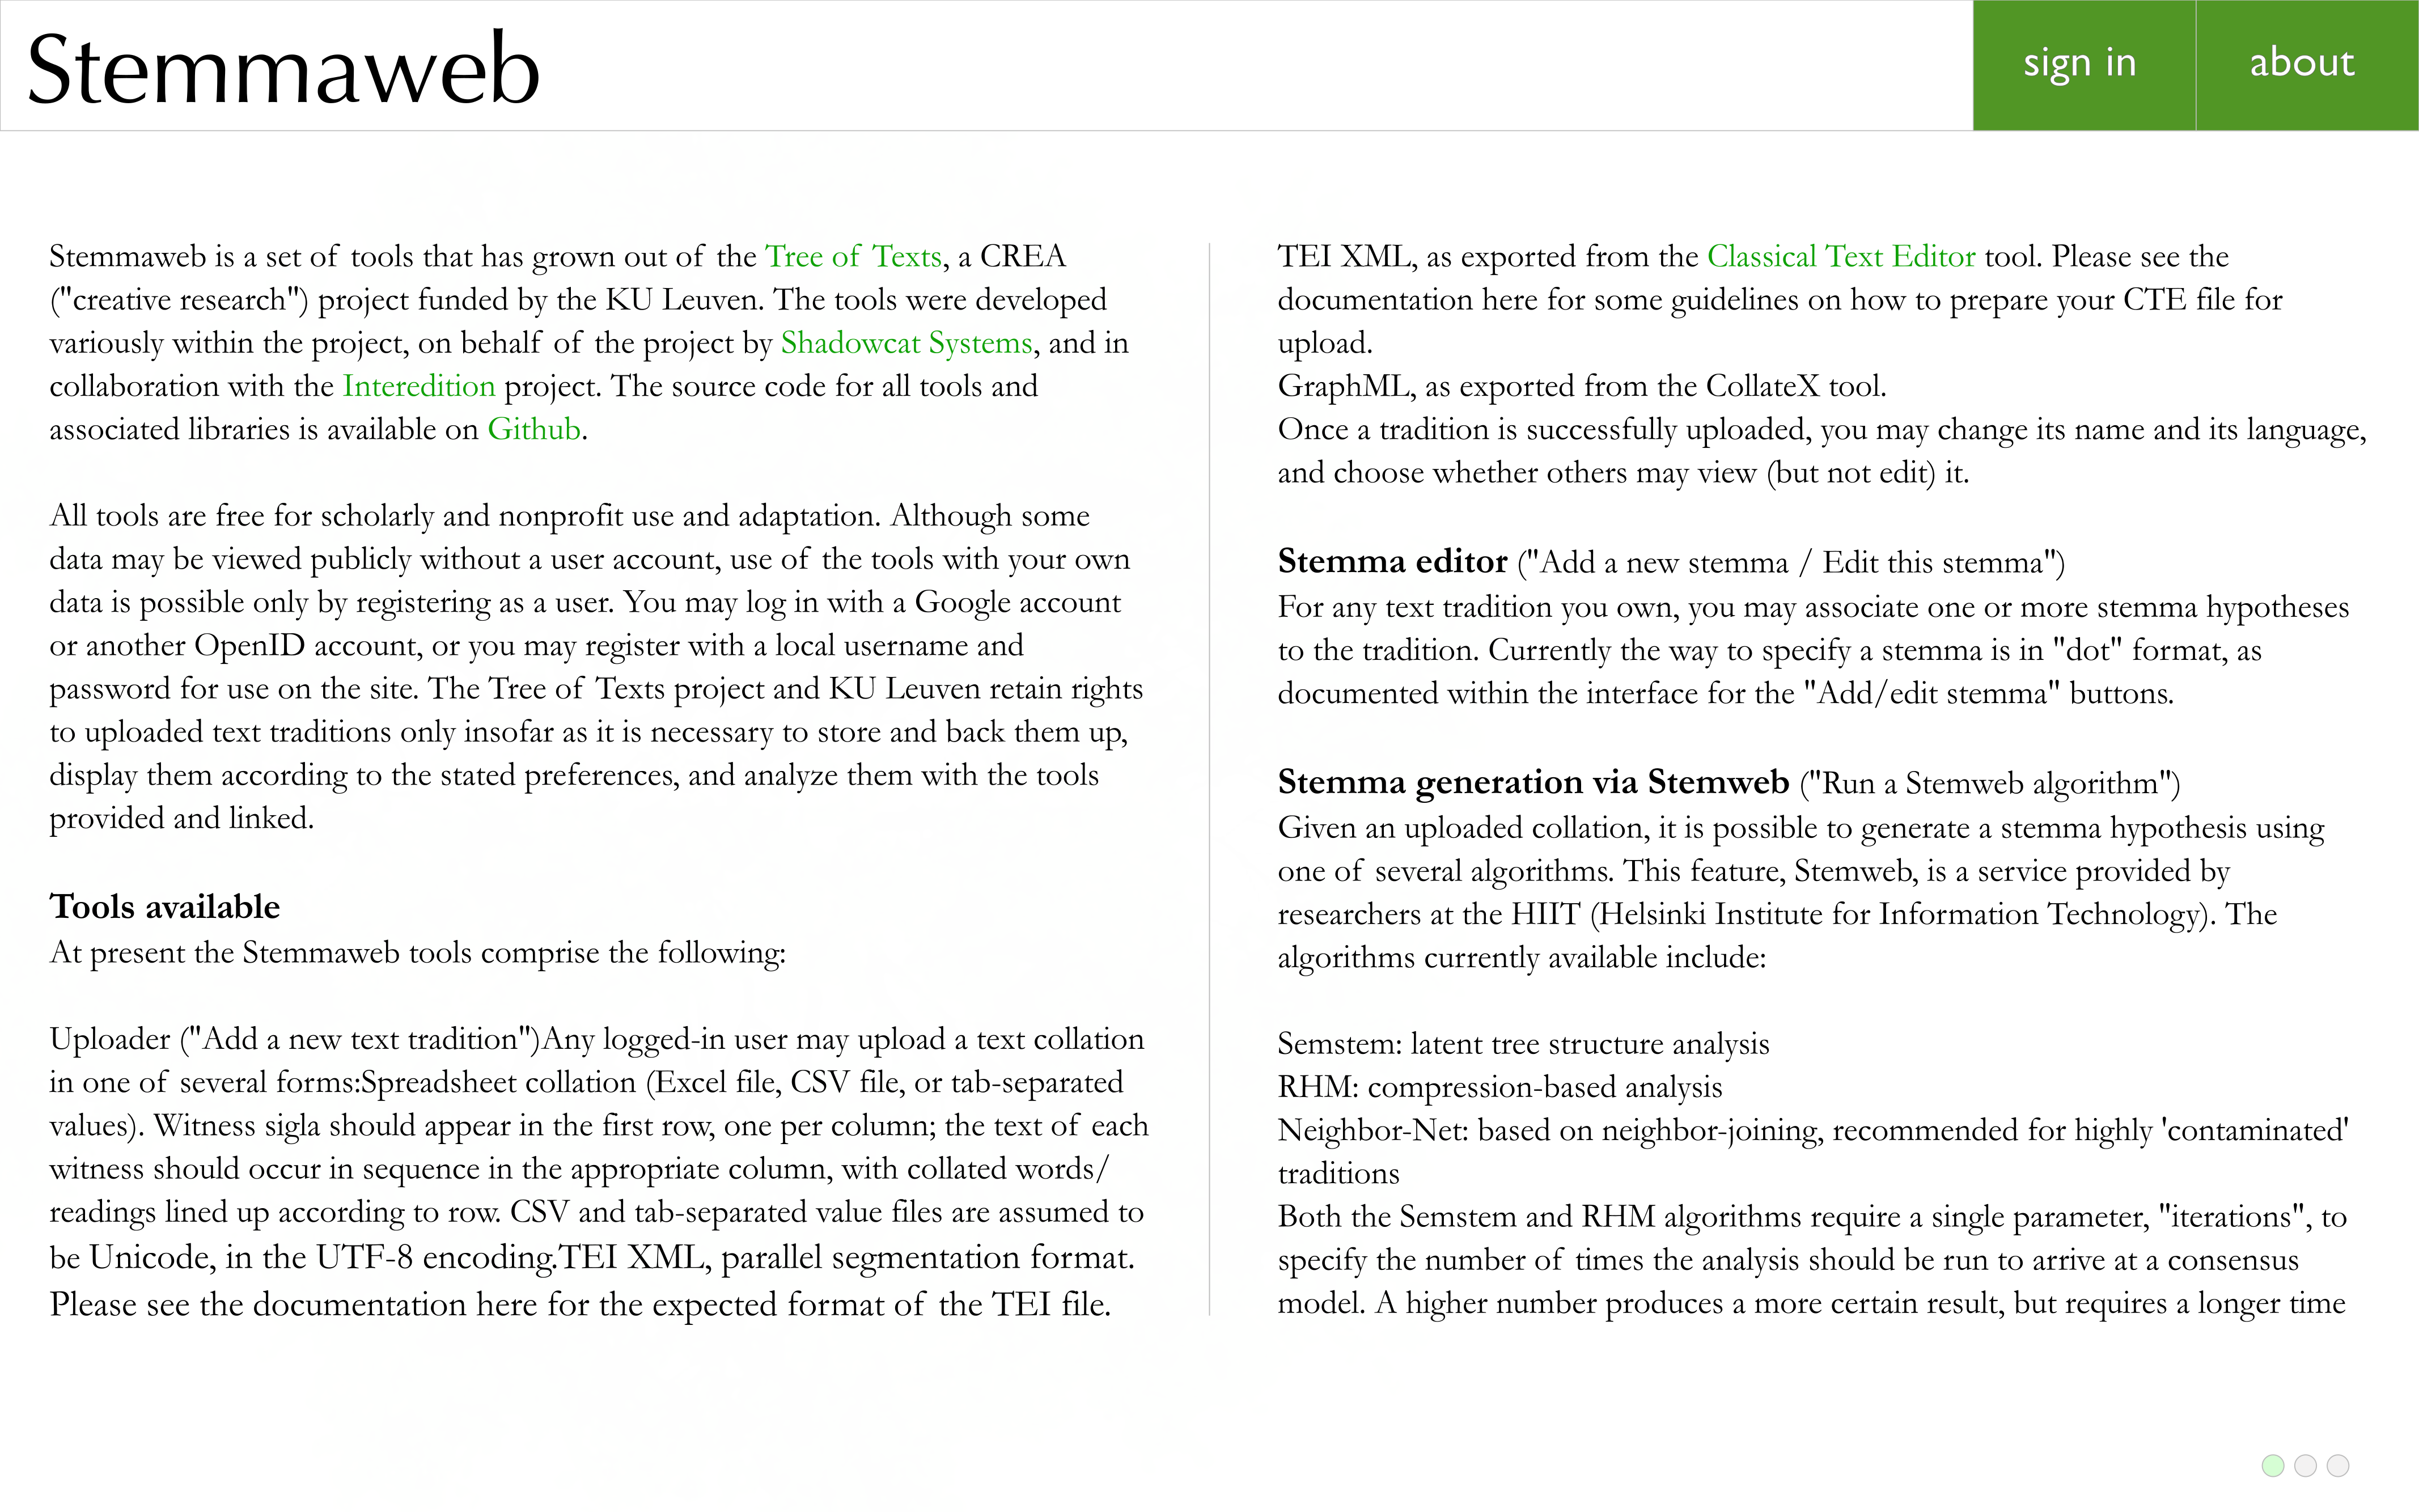 Stemmaweb
sign in
about
Stemmaweb is a set of tools that has grown out of the Tree of Texts, a CREA
("creative research") project funded by the KU Leuven. The tools were developed
variously within the project, on behalf of the project by Shadowcat Systems, and in
collaboration with the Interedition project. The source code for all tools and
associated libraries is available on Github.
All tools are free for scholarly and nonprofit use and adaptation. Although some
data may be viewed publicly without a user account, use of the tools with your own
data is possible only by registering as a user. You may log in with a Google account
or another OpenID account, or you may register with a local username and
password for use on the site. The Tree of Texts project and KU Leuven retain rights
to uploaded text traditions only insofar as it is necessary to store and back them up,
display them according to the stated preferences, and analyze them with the tools
provided and linked.
Tools available
At present the Stemmaweb tools comprise the following:
Uploader ("Add a new text tradition")Any logged-in user may upload a text collation
in one of several forms:Spreadsheet collation (Excel file, CSV file, or tab-separated
values). Witness sigla should appear in the first row, one per column; the text of each
witness should occur in sequence in the appropriate column, with collated words/
readings lined up according to row. CSV and tab-separated value files are assumed to
be Unicode, in the UTF-8 encoding.TEI XML, parallel segmentation format.
Please see the documentation here for the expected format of the TEI file.
TEI XML, as exported from the Classical Text Editor tool. Please see the
documentation here for some guidelines on how to prepare your CTE file for
upload.
GraphML, as exported from the CollateX tool.
Once a tradition is successfully uploaded, you may change its name and its language,
and choose whether others may view (but not edit) it.
Stemma editor ("Add a new stemma / Edit this stemma")
For any text tradition you own, you may associate one or more stemma hypotheses
to the tradition. Currently the way to specify a stemma is in "dot" format, as
documented within the interface for the "Add/edit stemma" buttons.
Stemma generation via Stemweb ("Run a Stemweb algorithm")
Given an uploaded collation, it is possible to generate a stemma hypothesis using
one of several algorithms. This feature, Stemweb, is a service provided by
researchers at the HIIT (Helsinki Institute for Information Technology). The
algorithms currently available include:
Semstem: latent tree structure analysis
RHM: compression-based analysis
Neighbor-Net: based on neighbor-joining, recommended for highly 'contaminated'
traditions
Both the Semstem and RHM algorithms require a single parameter, "iterations", to
specify the number of times the analysis should be run to arrive at a consensus
model. A higher number produces a more certain result, but requires a longer time